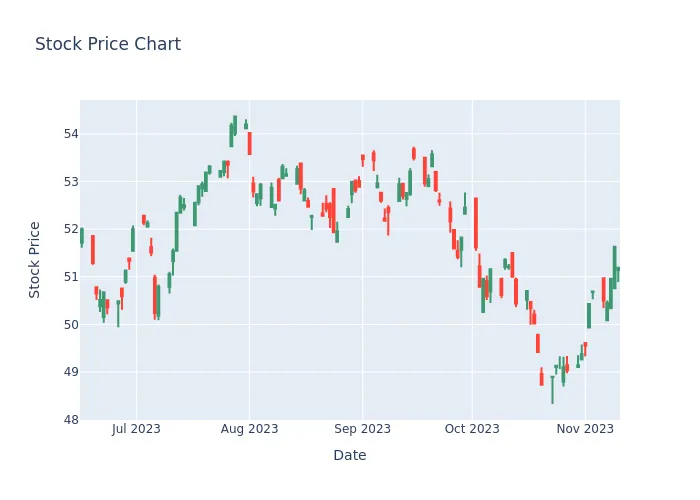 Stock Price Chart
54
53
52
51
50
49
48
Stock Price
Jul 2023
Aug 2023
Sep 2023
Oct 2023
Nov 2023
Date